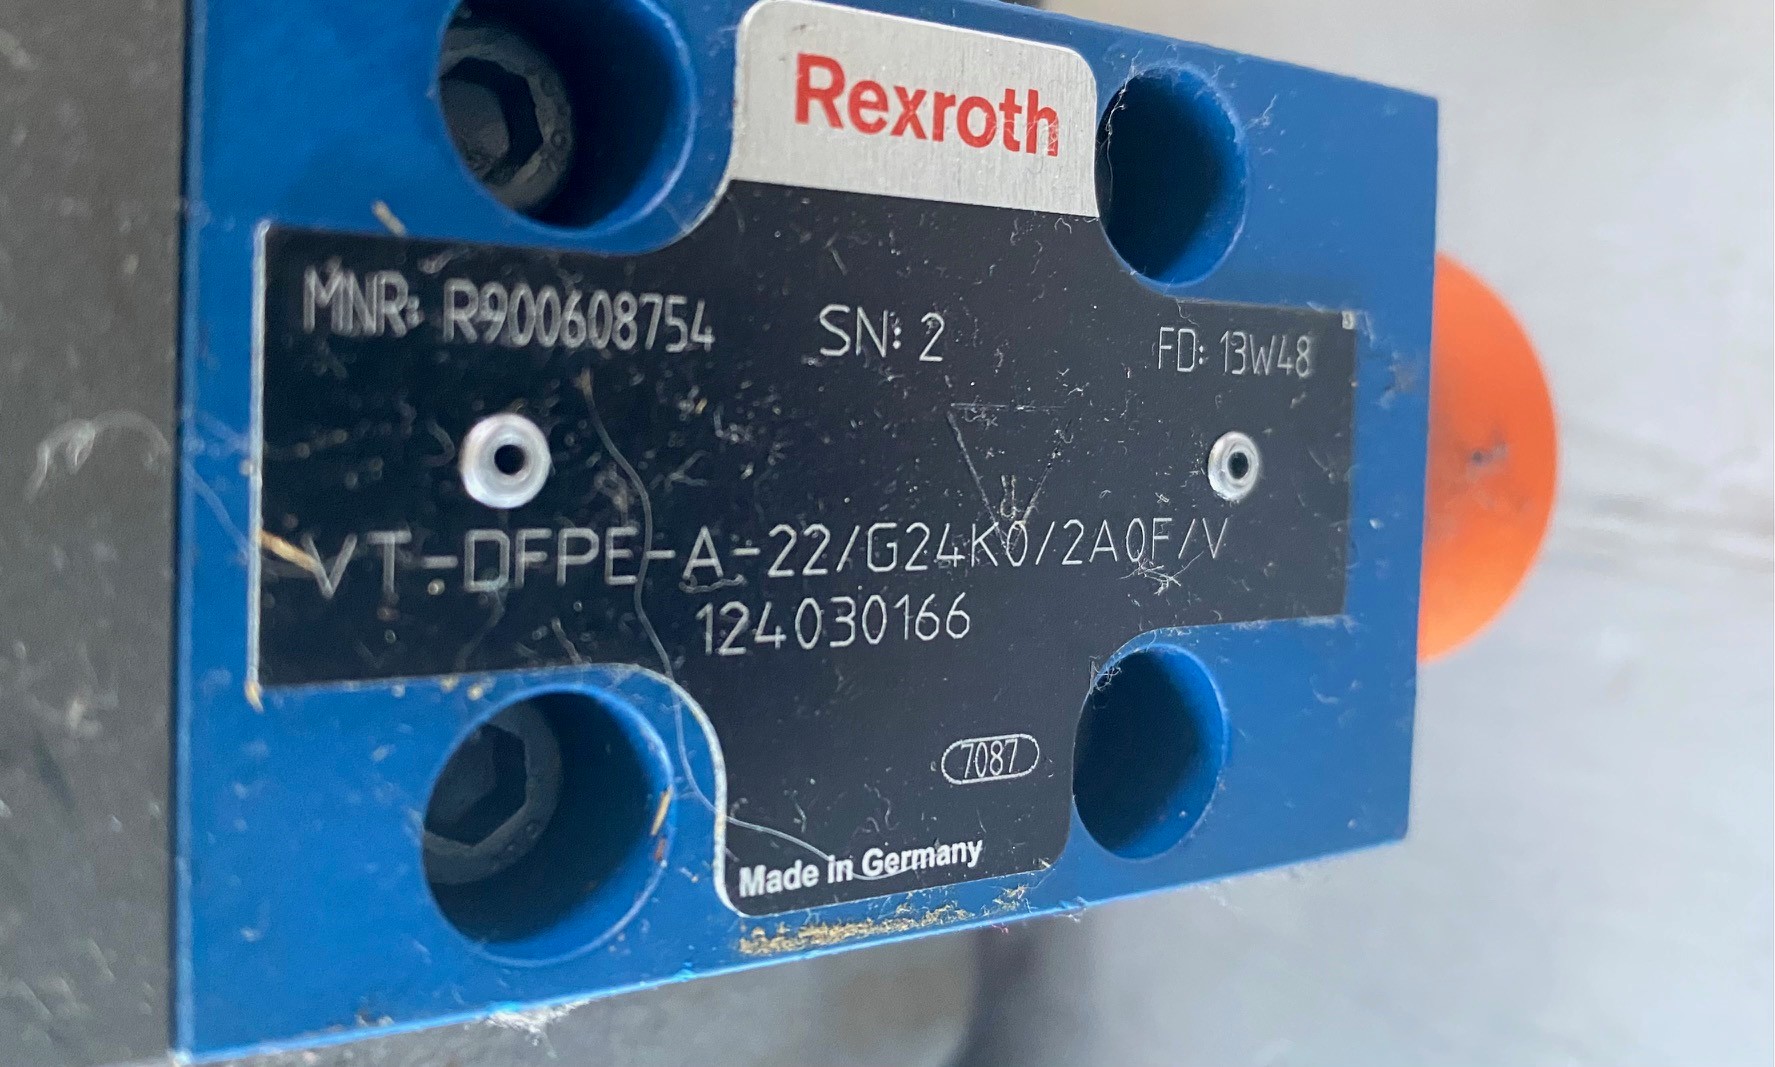 Rexroth
MNR: R900608754 SN: 2 FD: 13W48
VT-DFPE-A-22/G24K0/2A0F/V
124030166
7087
Made in Germany